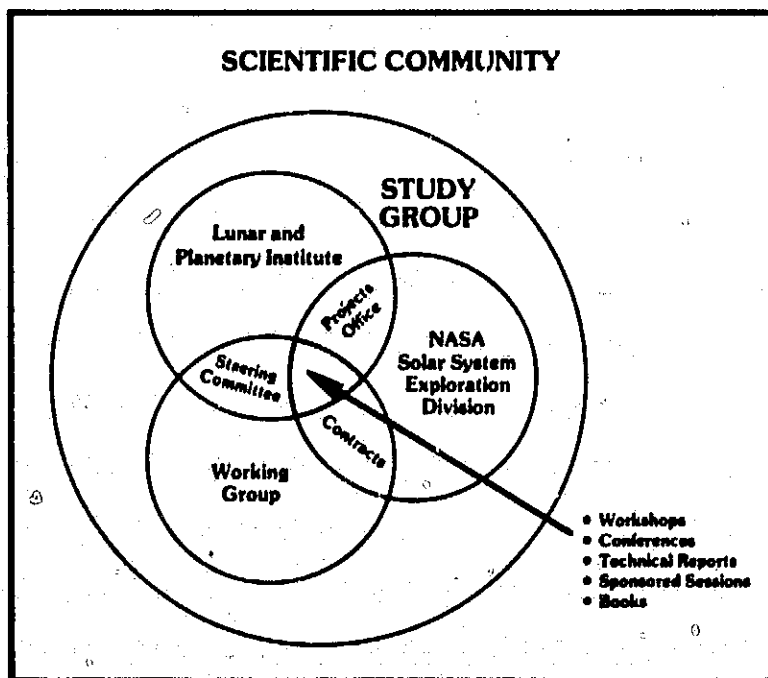 SCIENTIFIC COMMUNITY
STUDY
GROUP
Lunar and
Planetary Institute
Projects
Office
NASA
Solar System
Exploration
Division
Steering
Committee
Contracts
Working
Group
• Workshops
• Conferences
• Technical Reports
• Sponsored Sessions
• Books